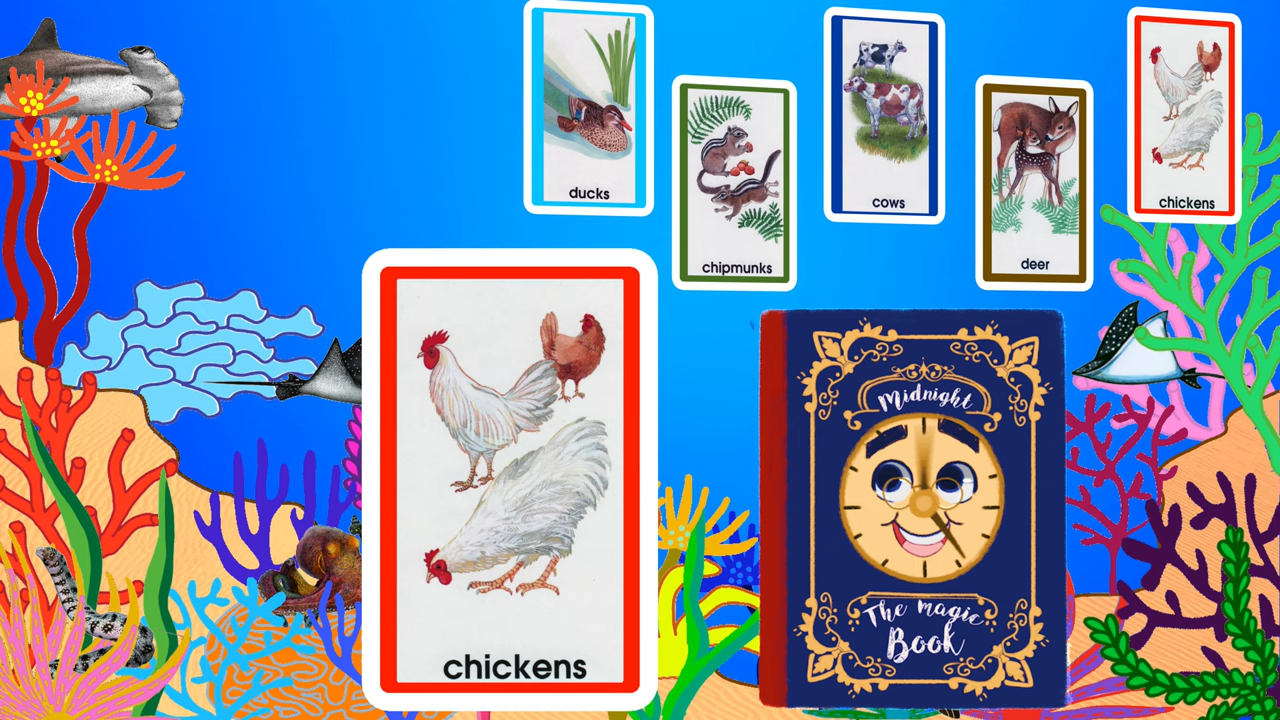 ducks
chipmunks
cows
deer
chickens
chickens
Midnight
The magic
Book